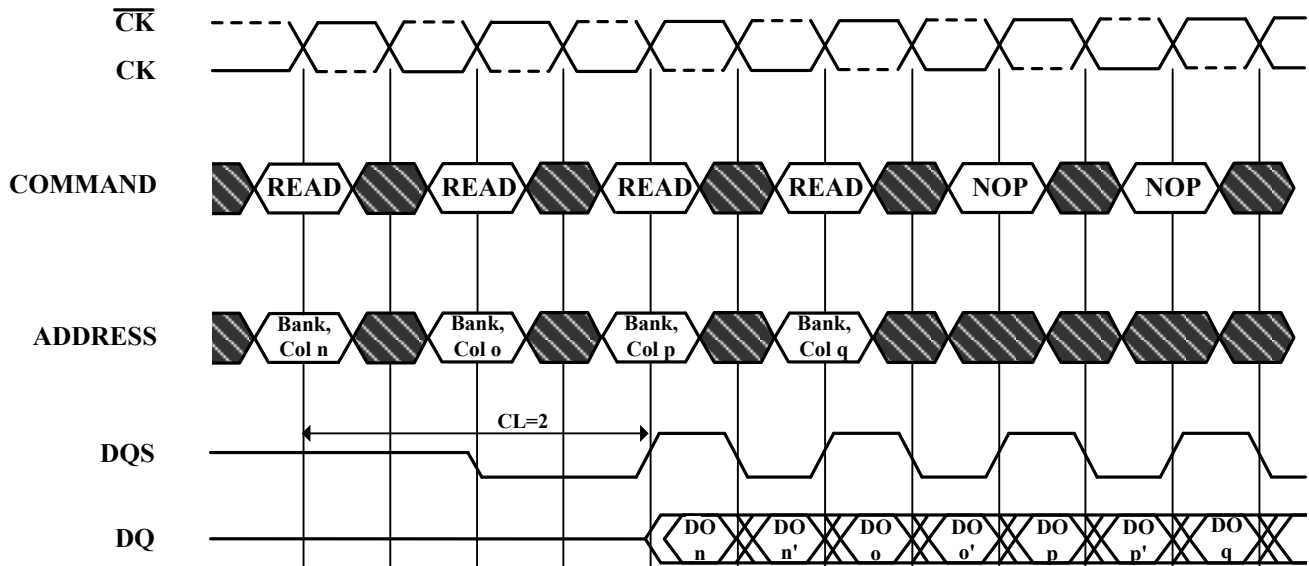 CK
CK
COMMAND
READ
READ
READ
READ
NOP
NOP
ADDRESS
Bank,
Col n
Bank,
Col o
Bank,
Col p
Bank,
Col q
CL=2
DQS
DQ
DO
n
DO
n'
DO
o
DO
o'
DO
p
DO
p'
DO
q